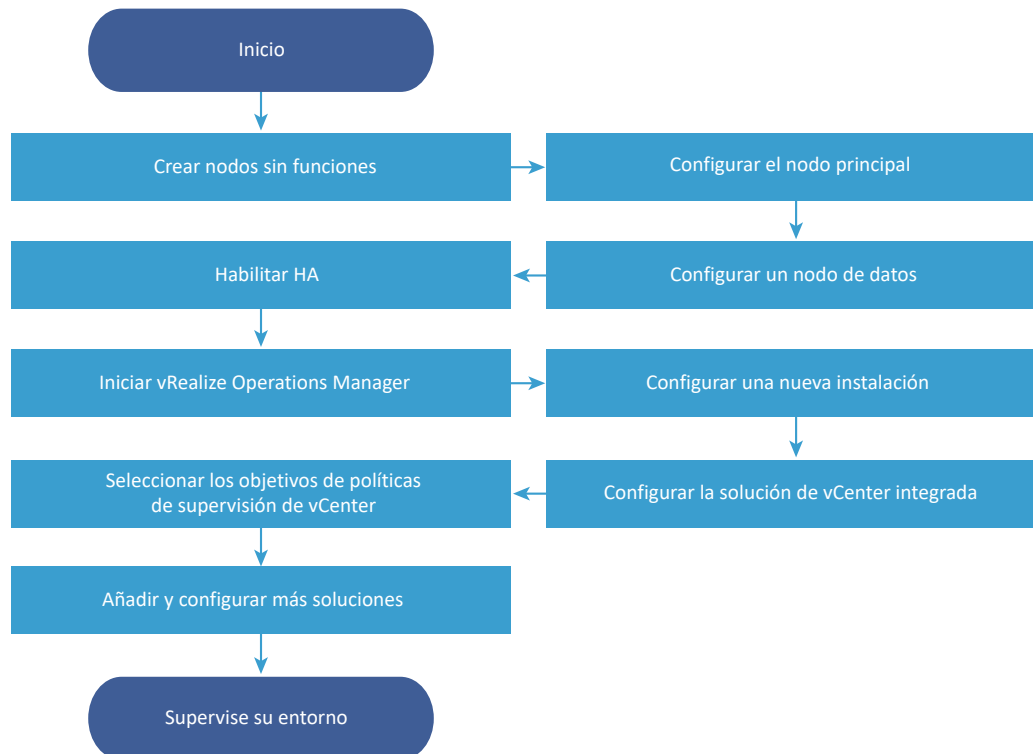 Inicio
Crear nodos sin funciones
Configurar el nodo principal
Configurar un nodo de datos
Habilitar HA
Iniciar vRealize Operations Manager
Configurar una nueva instalación
Configurar la solución de vCenter integrada
Seleccionar los objetivos de políticas
de supervisión de vCenter
Añadir y configurar más soluciones
Supervise su entorno